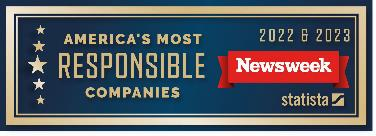 AMERICA'S MOST
RESPONSIBLE
COMPANIES
2022 & 2023
Newsweek
statista